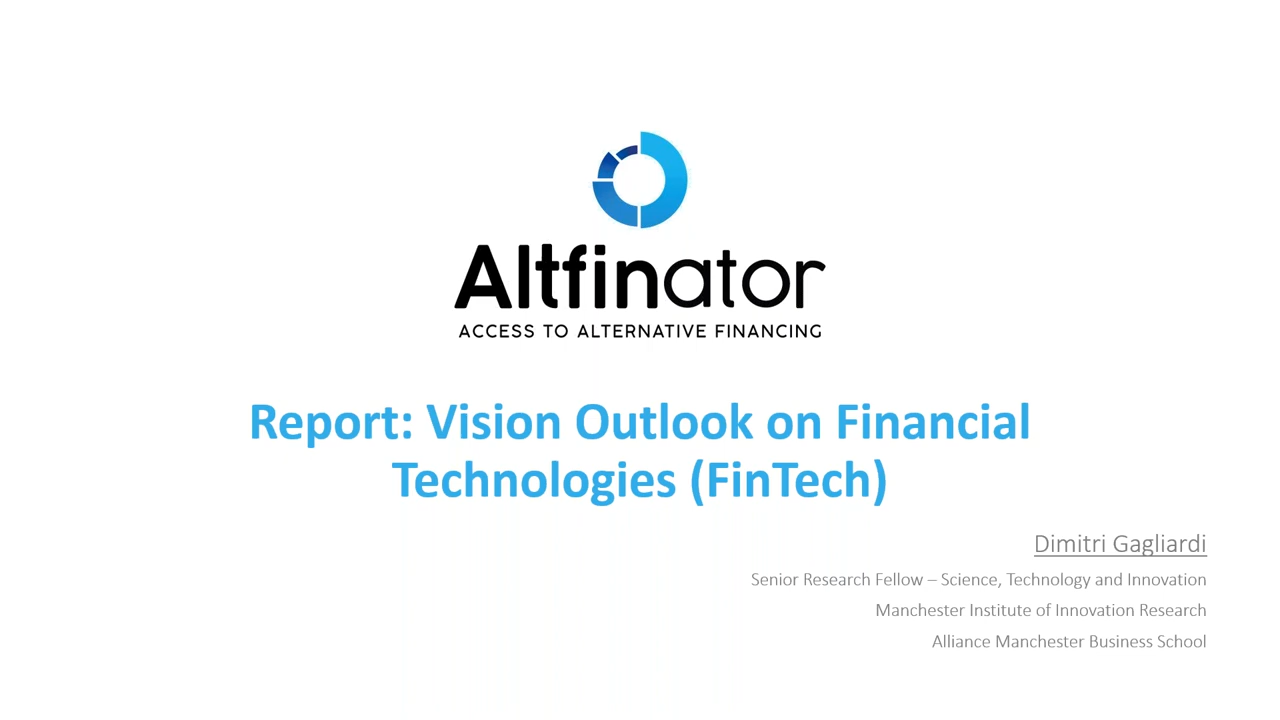 Altfinator
ACCESS TO ALTERNATIVE FINANCING
Report: Vision Outlook on Financial
Technologies (FinTech)
Dimitri Gagliardi
Senior Research Fellow – Science, Technology and Innovation
Manchester Institute of Innovation Research
Alliance Manchester Business School